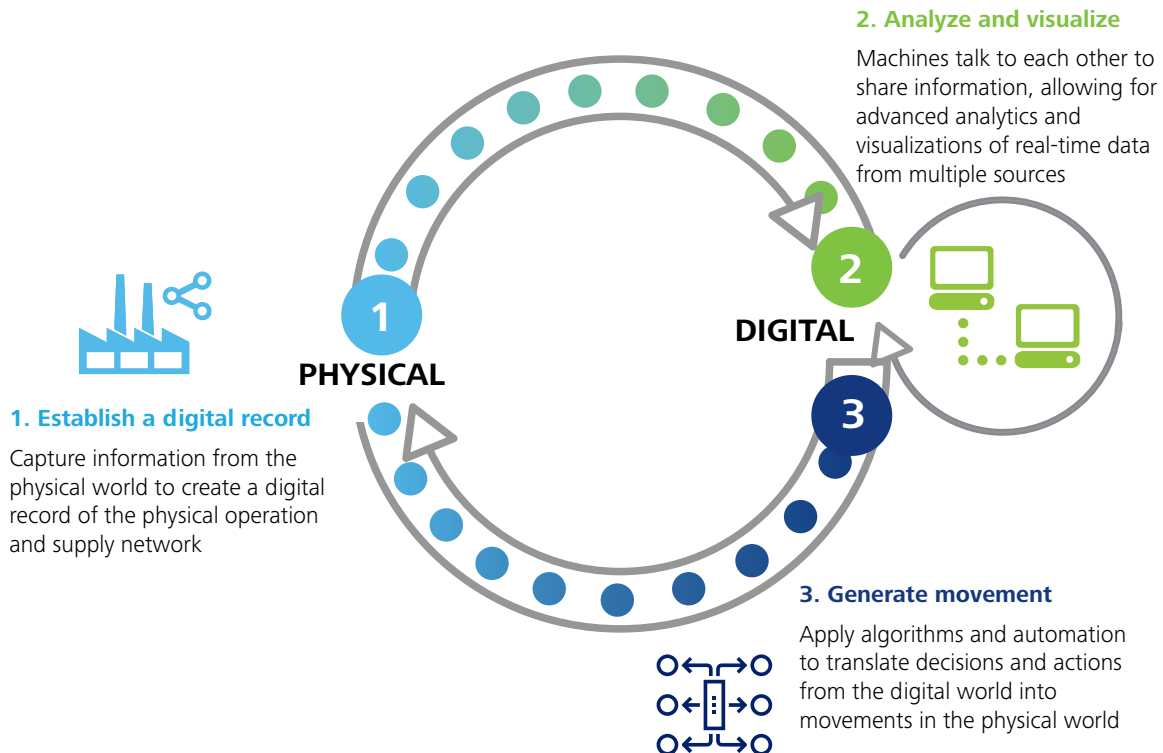 2. Analyze and visualize
Machines talk to each other to
share information, allowing for
advanced analytics and
visualizations of real-time data
from multiple sources
2
1
DIGITAL
PHYSICAL
3
1. Establish a digital record
Capture information from the
physical world to create a digital
record of the physical operation
and supply network
3. Generate movement
Apply algorithms and automation
to translate decisions and actions
from the digital world into
movements in the physical world